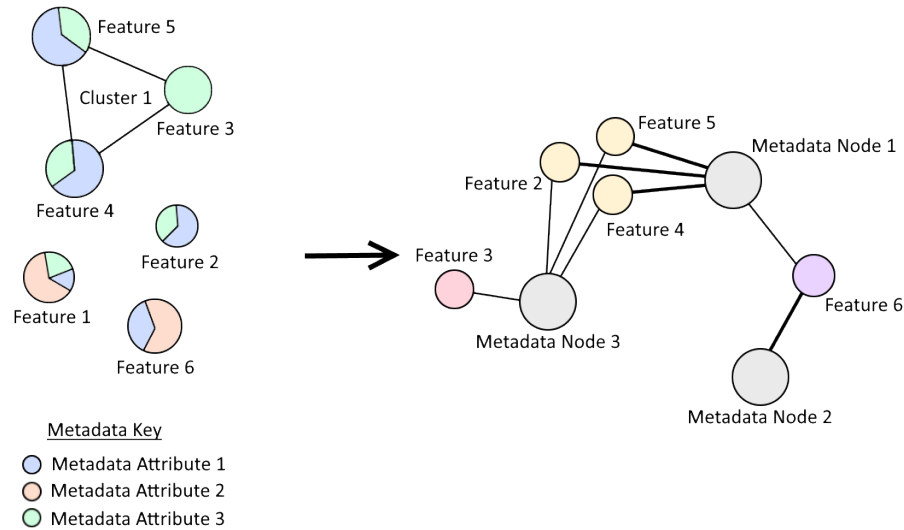 Feature 5
Cluster 1
Feature 3
Feature 4
Feature 2
Feature 1
Feature 6
Metadata Key
Metadata Attribute 1
Metadata Attribute 2
Metadata Attribute 3
Feature 5
Metadata Node 1
Feature 2
Feature 4
Feature 3
Feature 6
Metadata Node 3
Metadata Node 2